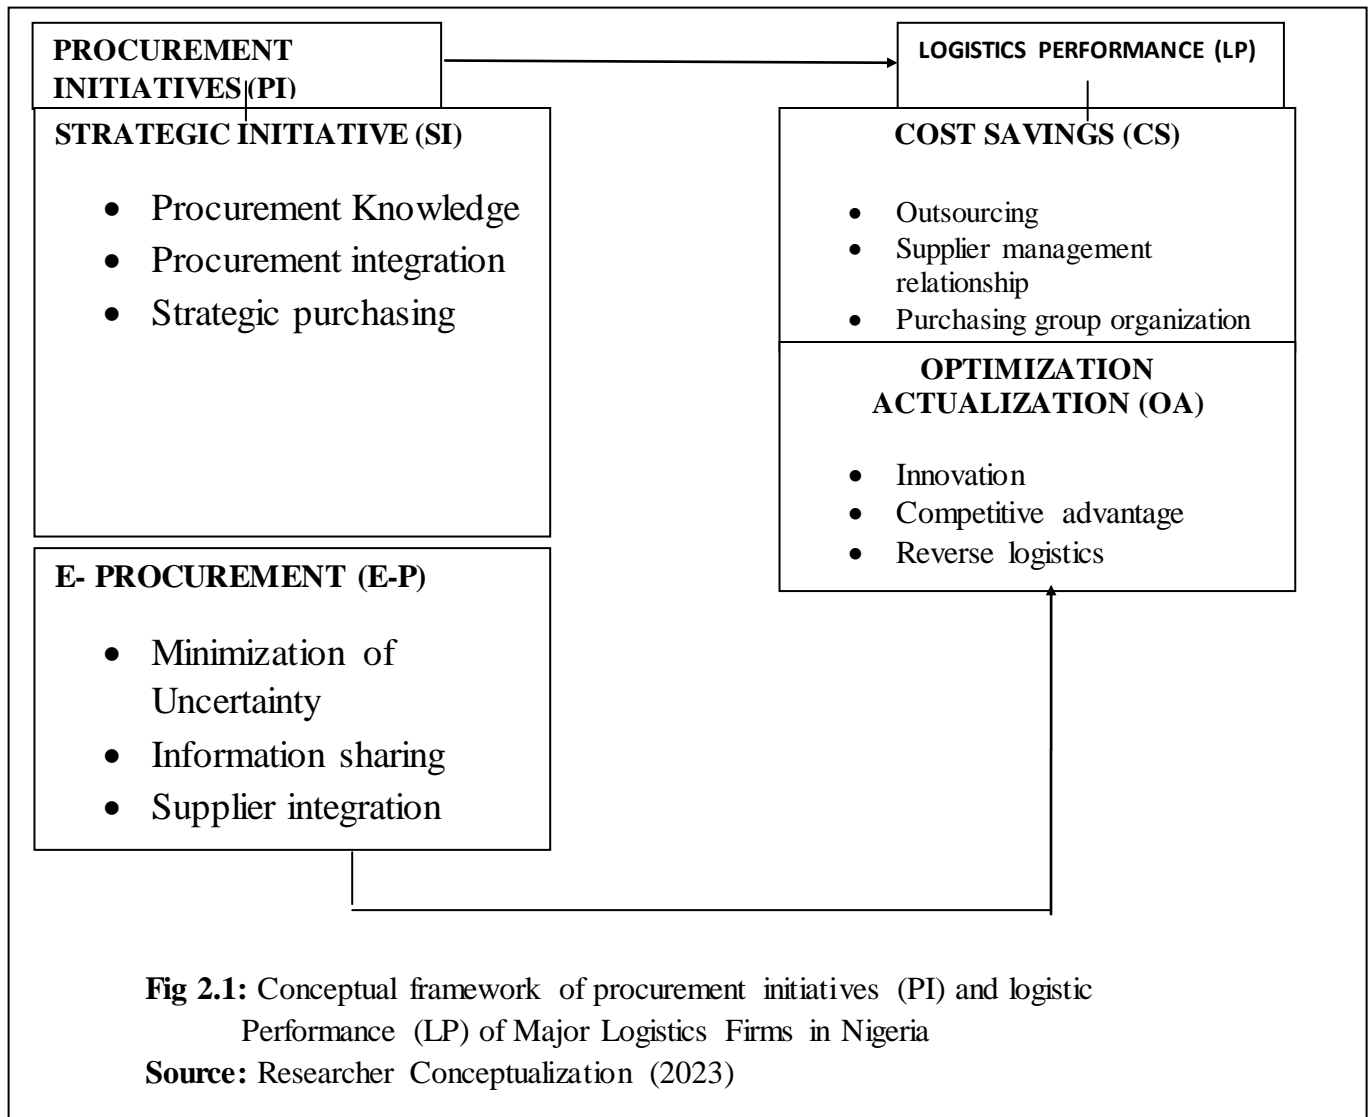 PROCUREMENT
INITIATIVES (PI)
STRATEGIC INITIATIVE (SI)
• Procurement Knowledge
• Procurement integration
• Strategic purchasing
E- PROCUREMENT (E-P)
• Minimization of
Uncertainty
• Information sharing
• Supplier integration
LOGISTICS PERFORMANCE (LP)
COST SAVINGS (CS)
• Outsourcing
• Supplier management
relationship
• Purchasing group organization
OPTIMIZATION
ACTUALIZATION (OA)
• Innovation
• Competitive advantage
• Reverse logistics
Fig 2.1: Conceptual framework of procurement initiatives (PI) and logistic
Performance (LP) of Major Logistics Firms in Nigeria
Source: Researcher Conceptualization (2023)